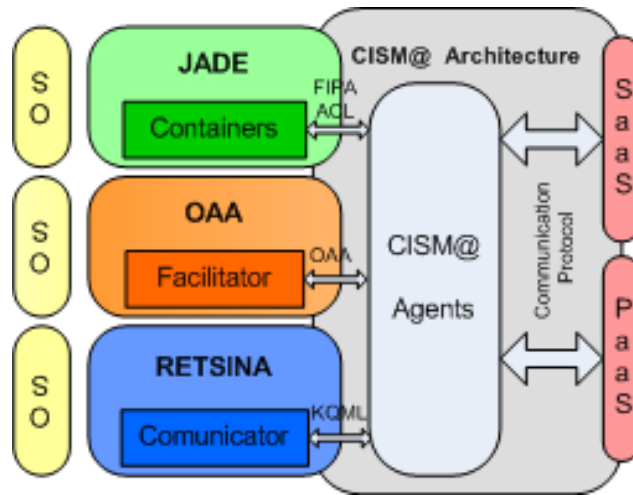 S
O
JADE
Containers
FIPA
ACL
CISM@ Architecture
S
a
a
S
S
O
OAA
Facilitator
OAA
CISM@
Agents
Communication
Protocol
S
O
RETSINA
Comunicator
KQML
P
a
a
S